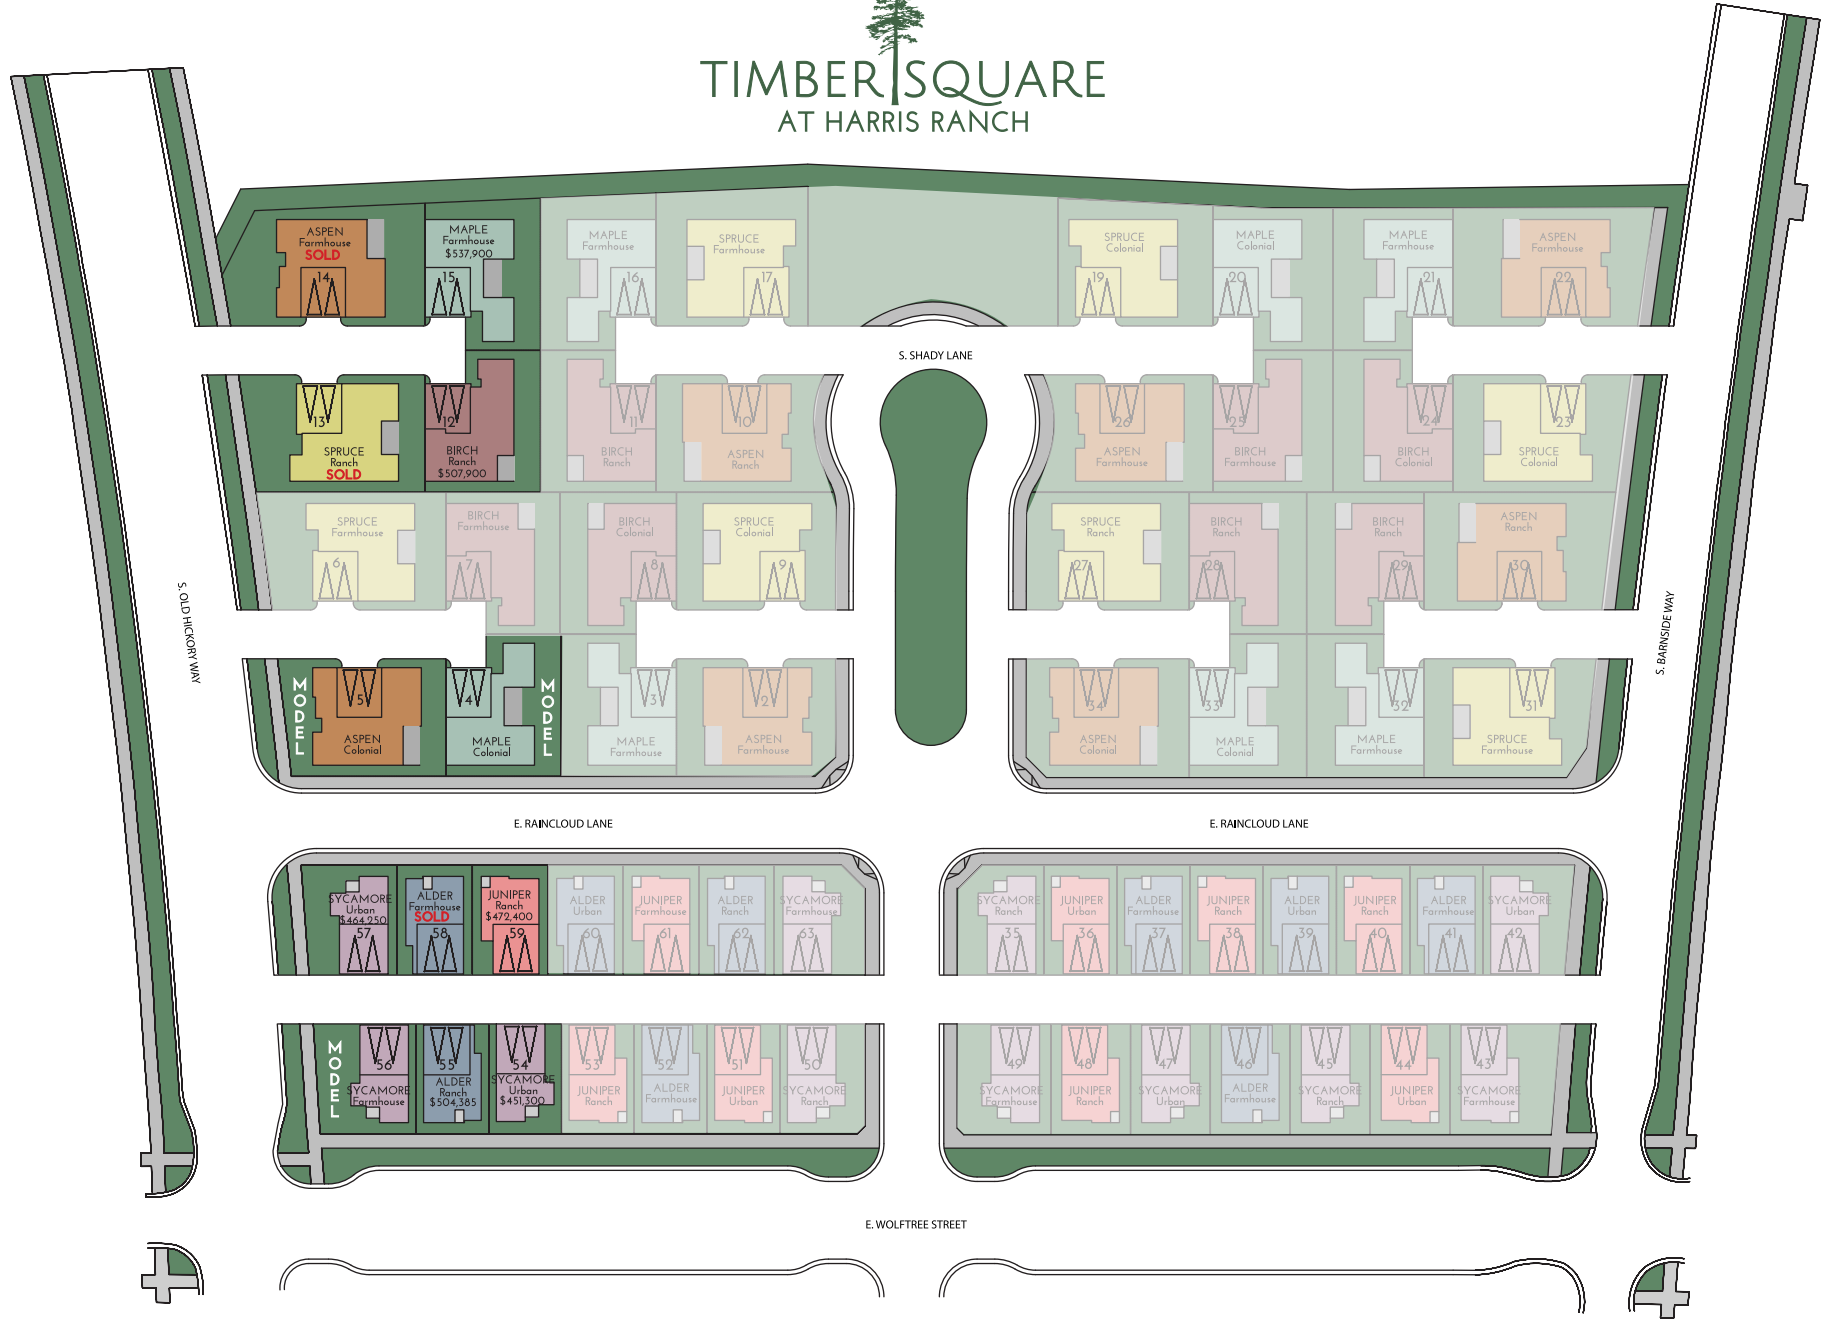 TIMBER SQUARE
AT HARRIS RANCH
ASPEN
Farmhouse
SOLD
14
MAPLE
Farmhouse
$537,900
15
MAPLE
Farmhouse
16
SPRUCE
Farmhouse
17
SPRUCE
Colonial
19
MAPLE
Colonial
20
MAPLE
Farmhouse
21
ASPEN
Farmhouse
22
S. SHADY LANE
13
SPRUCE
Ranch
SOLD
12
BIRCH
Ranch
$507,900
11
BIRCH
Ranch
10
ASPEN
Ranch
26
ASPEN
Farmhouse
25
BIRCH
Farmhouse
24
BIRCH
Colonial
23
SPRUCE
Colonial
SPRUCE
Farmhouse
6
BIRCH
Farmhouse
7
BIRCH
Colonial
8
SPRUCE
Colonial
9
SPRUCE
Ranch
27
BIRCH
Ranch
28
BIRCH
Ranch
29
ASPEN
Ranch
30
S. OLD HICKORY WAY
S. BARNSIDE WAY
MODEL
5
ASPEN
Colonial
4
MAPLE
Colonial
MODEL
3
MAPLE
Farmhouse
2
ASPEN
Farmhouse
34
ASPEN
Colonial
33
MAPLE
Colonial
32
MAPLE
Farmhouse
31
SPRUCE
Farmhouse
E. RAINCLOUD LANE
E. RAINCLOUD LANE
SYCAMORE
Urban
$464,250
57
ALDER
Farmhouse
SOLD
58
JUNIPER
Ranch
$472,400
59
ALDER
Urban
60
JUNIPER
Farmhouse
61
ALDER
Ranch
62
SYCAMORE
Farmhouse
63
SYCAMORE
Ranch
35
JUNIPER
Urban
36
ALDER
Farmhouse
37
JUNIPER
Ranch
38
ALDER
Urban
39
JUNIPER
Ranch
40
ALDER
Farmhouse
41
SYCAMORE
Urban
42
MODEL
56
SYCAMORE
Farmhouse
55
ALDER
Ranch
$504,385
54
SYCAMORE
Urban
$451,300
53
JUNIPER
Ranch
52
ALDER
Farmhouse
51
JUNIPER
Urban
50
SYCAMORE
Ranch
49
SYCAMORE
Farmhouse
48
JUNIPER
Ranch
47
SYCAMORE
Urban
46
ALDER
Farmhouse
45
SYCAMORE
Ranch
44
JUNIPER
Urban
43
SYCAMORE
Farmhouse
E. WOLFTREE STREET